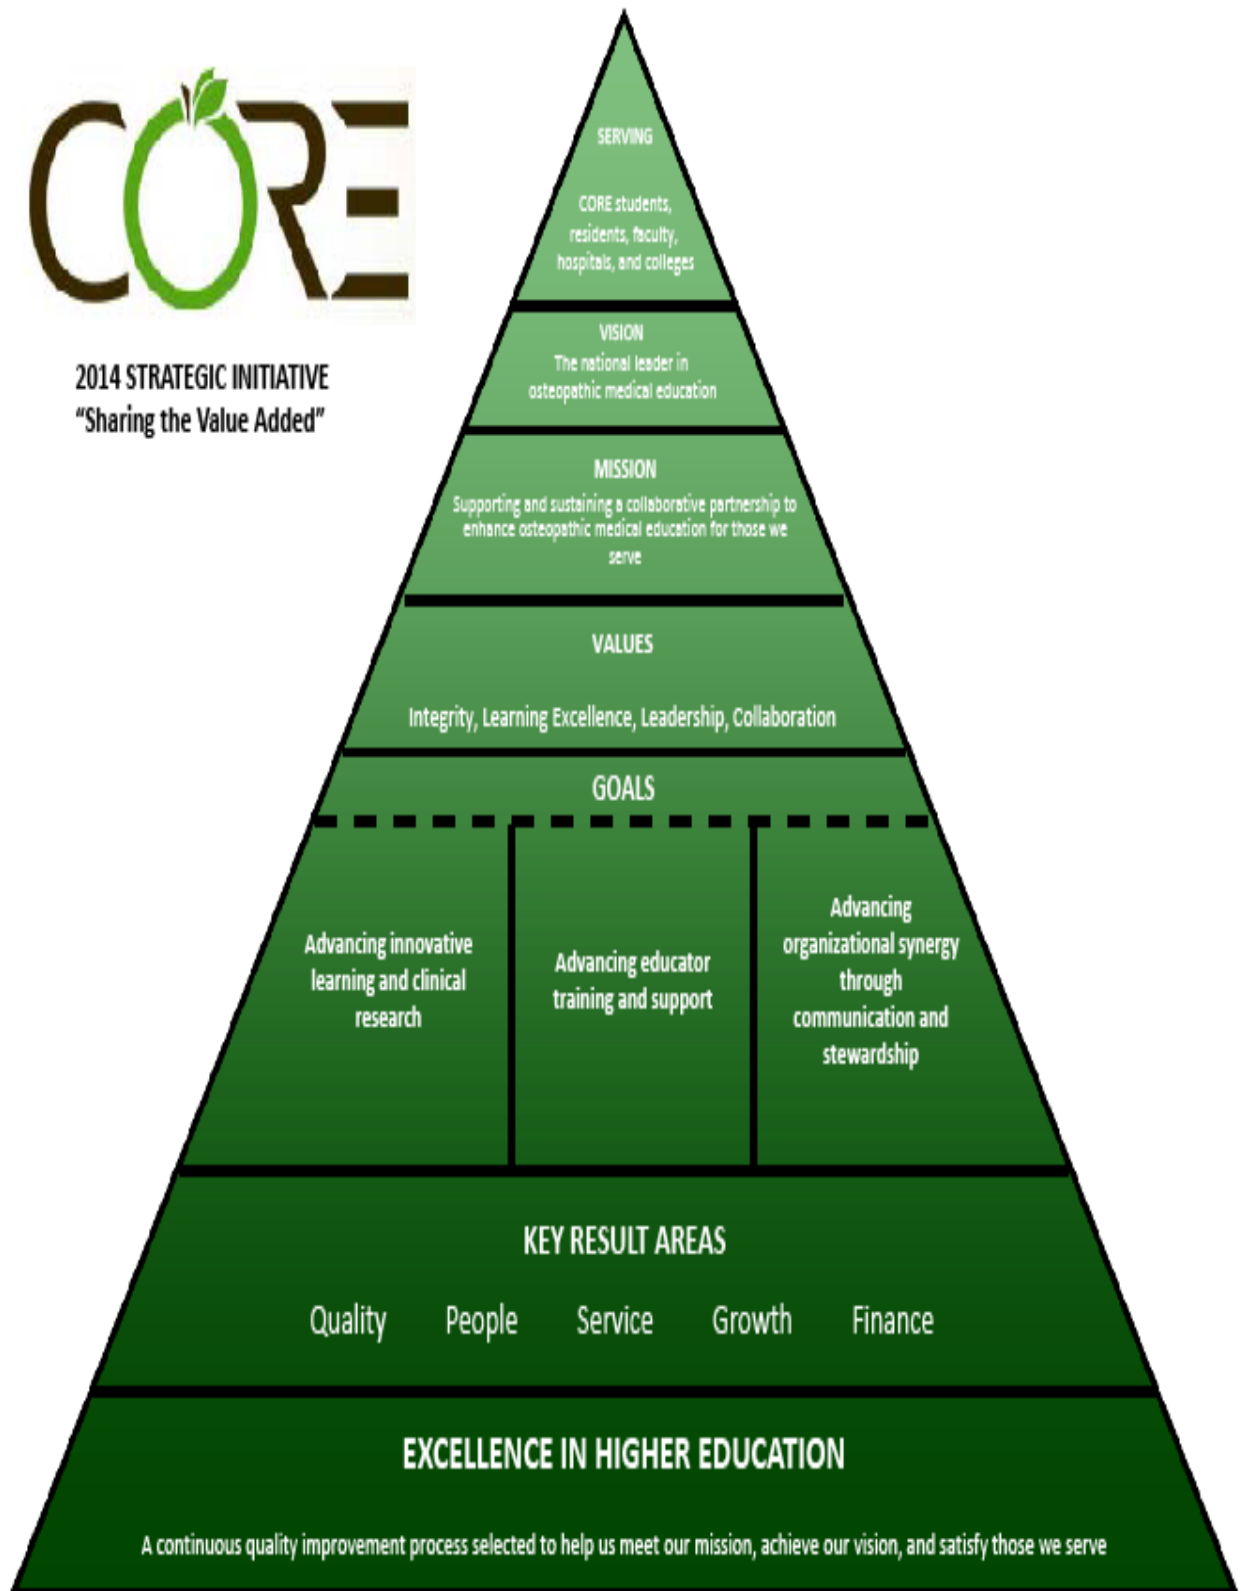 CORE
2014 STRATEGIC INITIATIVE
“Sharing the Value Added”
SERVING
CORE students,
residents, faculty,
hospitals, and colleges
VISION
The national leader in
osteopathic medical education
MISSION
Supporting and sustaining a collaborative partnership to
enhance osteopathic medical education for those we
serve
VALUES
Integrity, Learning Excellence, Leadership, Collaboration
GOALS
Advancing innovative
learning and clinical
research
Advancing educator
training and support
Advancing
organizational synergy
through
communication and
stewardship
KEY RESULT AREAS
Quality People Service Growth Finance
EXCELLENCE IN HIGHER EDUCATION
A continuous quality improvement process selected to help us meet our mission, achieve our vision, and satisfy those we serve